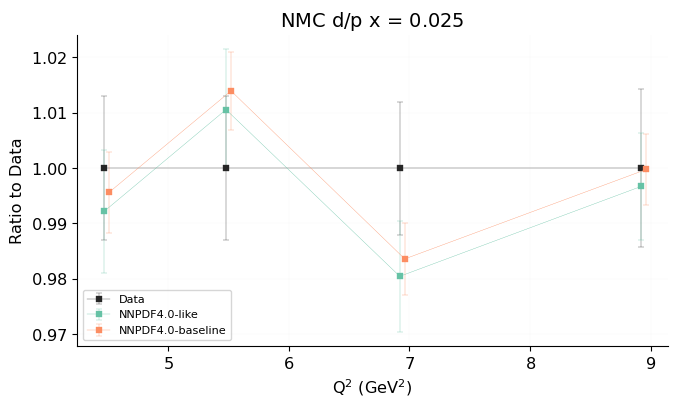 NMC d/p x = 0.025
Ratio to Data
1.02
1.01
1.00
0.99
0.98
0.97
Data
NNPDF4.0-like
NNPDF4.0-baseline
5 6 7 8 9
Q² (GeV²)